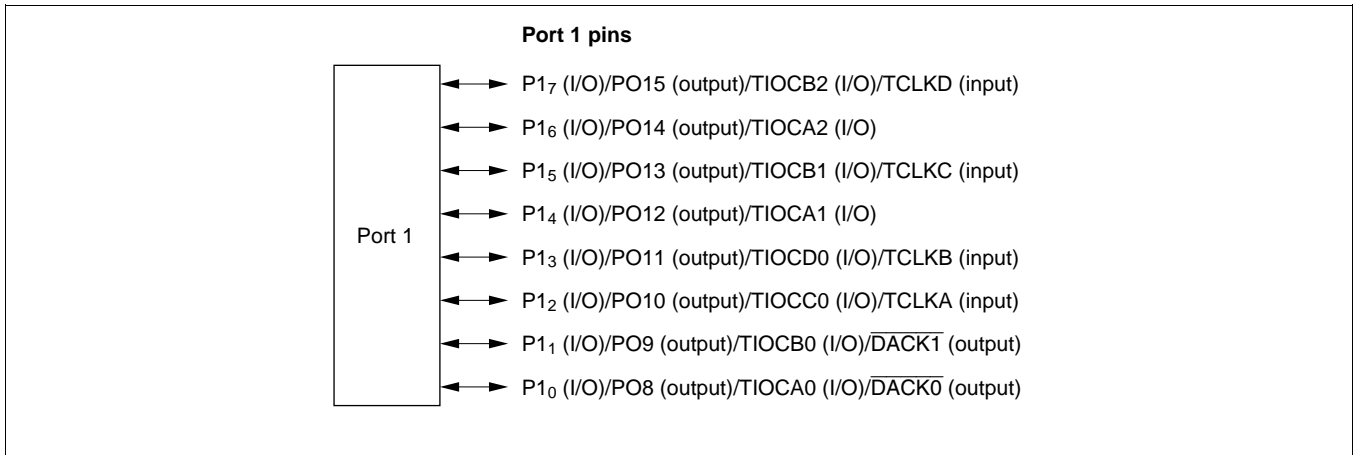 Port 1 pins
P1₇ (I/O)/PO15 (output)/TIOCB2 (I/O)/TCLKD (input)
P1₆ (I/O)/PO14 (output)/TIOCA2 (I/O)
P1₅ (I/O)/PO13 (output)/TIOCB1 (I/O)/TCLKC (input)
P1₄ (I/O)/PO12 (output)/TIOCA1 (I/O)
Port 1
P1₃ (I/O)/PO11 (output)/TIOCD0 (I/O)/TCLKB (input)
P1₂ (I/O)/PO10 (output)/TIOCC0 (I/O)/TCLKA (input)
P1₁ (I/O)/PO9 (output)/TIOCB0 (I/O)/D̅A̅C̅K̅1̅ (output)
P1₀ (I/O)/PO8 (output)/TIOCA0 (I/O)/D̅A̅C̅K̅0̅ (output)